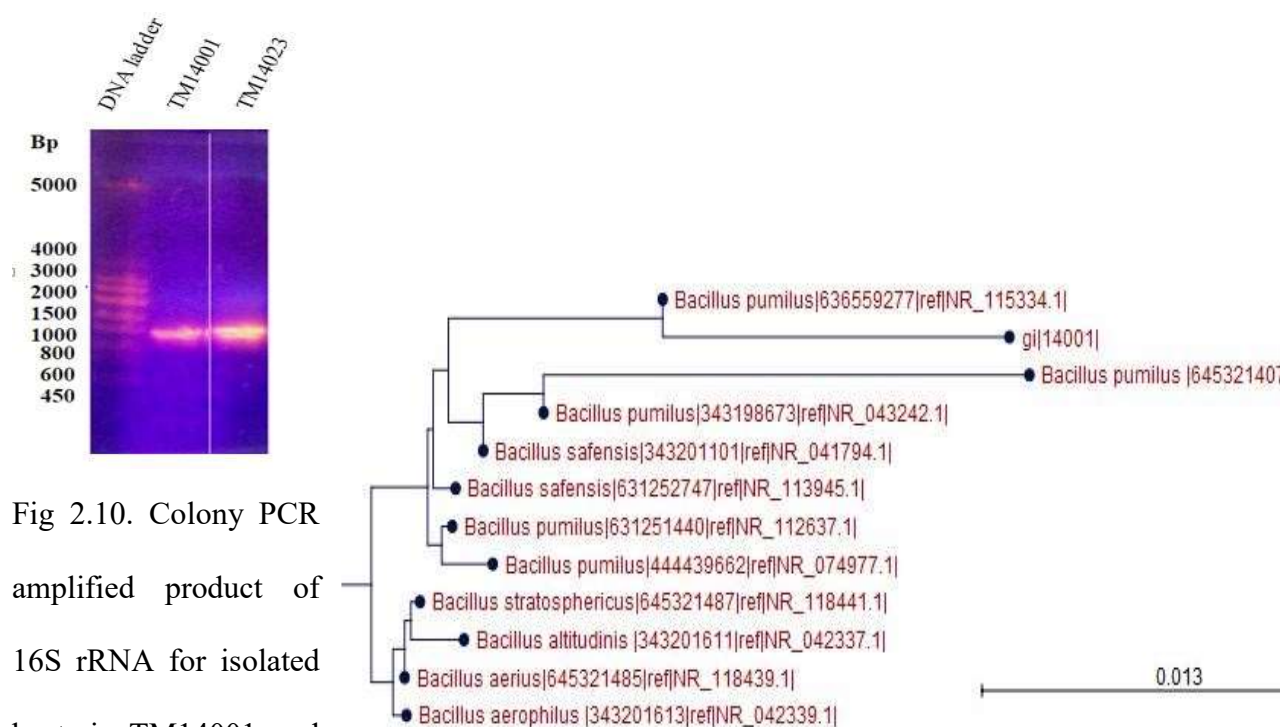 DNA ladder
TM14001
TM14023
Bp
5000
4000
3000
2000
1500
1000
800
600
450
Fig 2.10. Colony PCR
amplified product of
16S rRNA for isolated
Bacillus pumilus|636559277|ref|NR_115334.1|
gi|14001|
Bacillus pumilus |645321407
Bacillus pumilus|343198673|ref|NR_043242.1|
Bacillus safensis|343201101|ref|NR_041794.1|
Bacillus safensis|631252747|ref|NR_113945.1|
Bacillus pumilus|631251440|ref|NR_112637.1|
Bacillus pumilus|444439662|ref|NR_074977.1|
Bacillus stratosphericus|645321487|ref|NR_118441.1|
Bacillus altitudinis |343201611|ref|NR_042337.1|
Bacillus aerius|645321485|ref|NR_118439.1|
Bacillus aerophilus |343201613|ref|NR_042339.1|
0.013